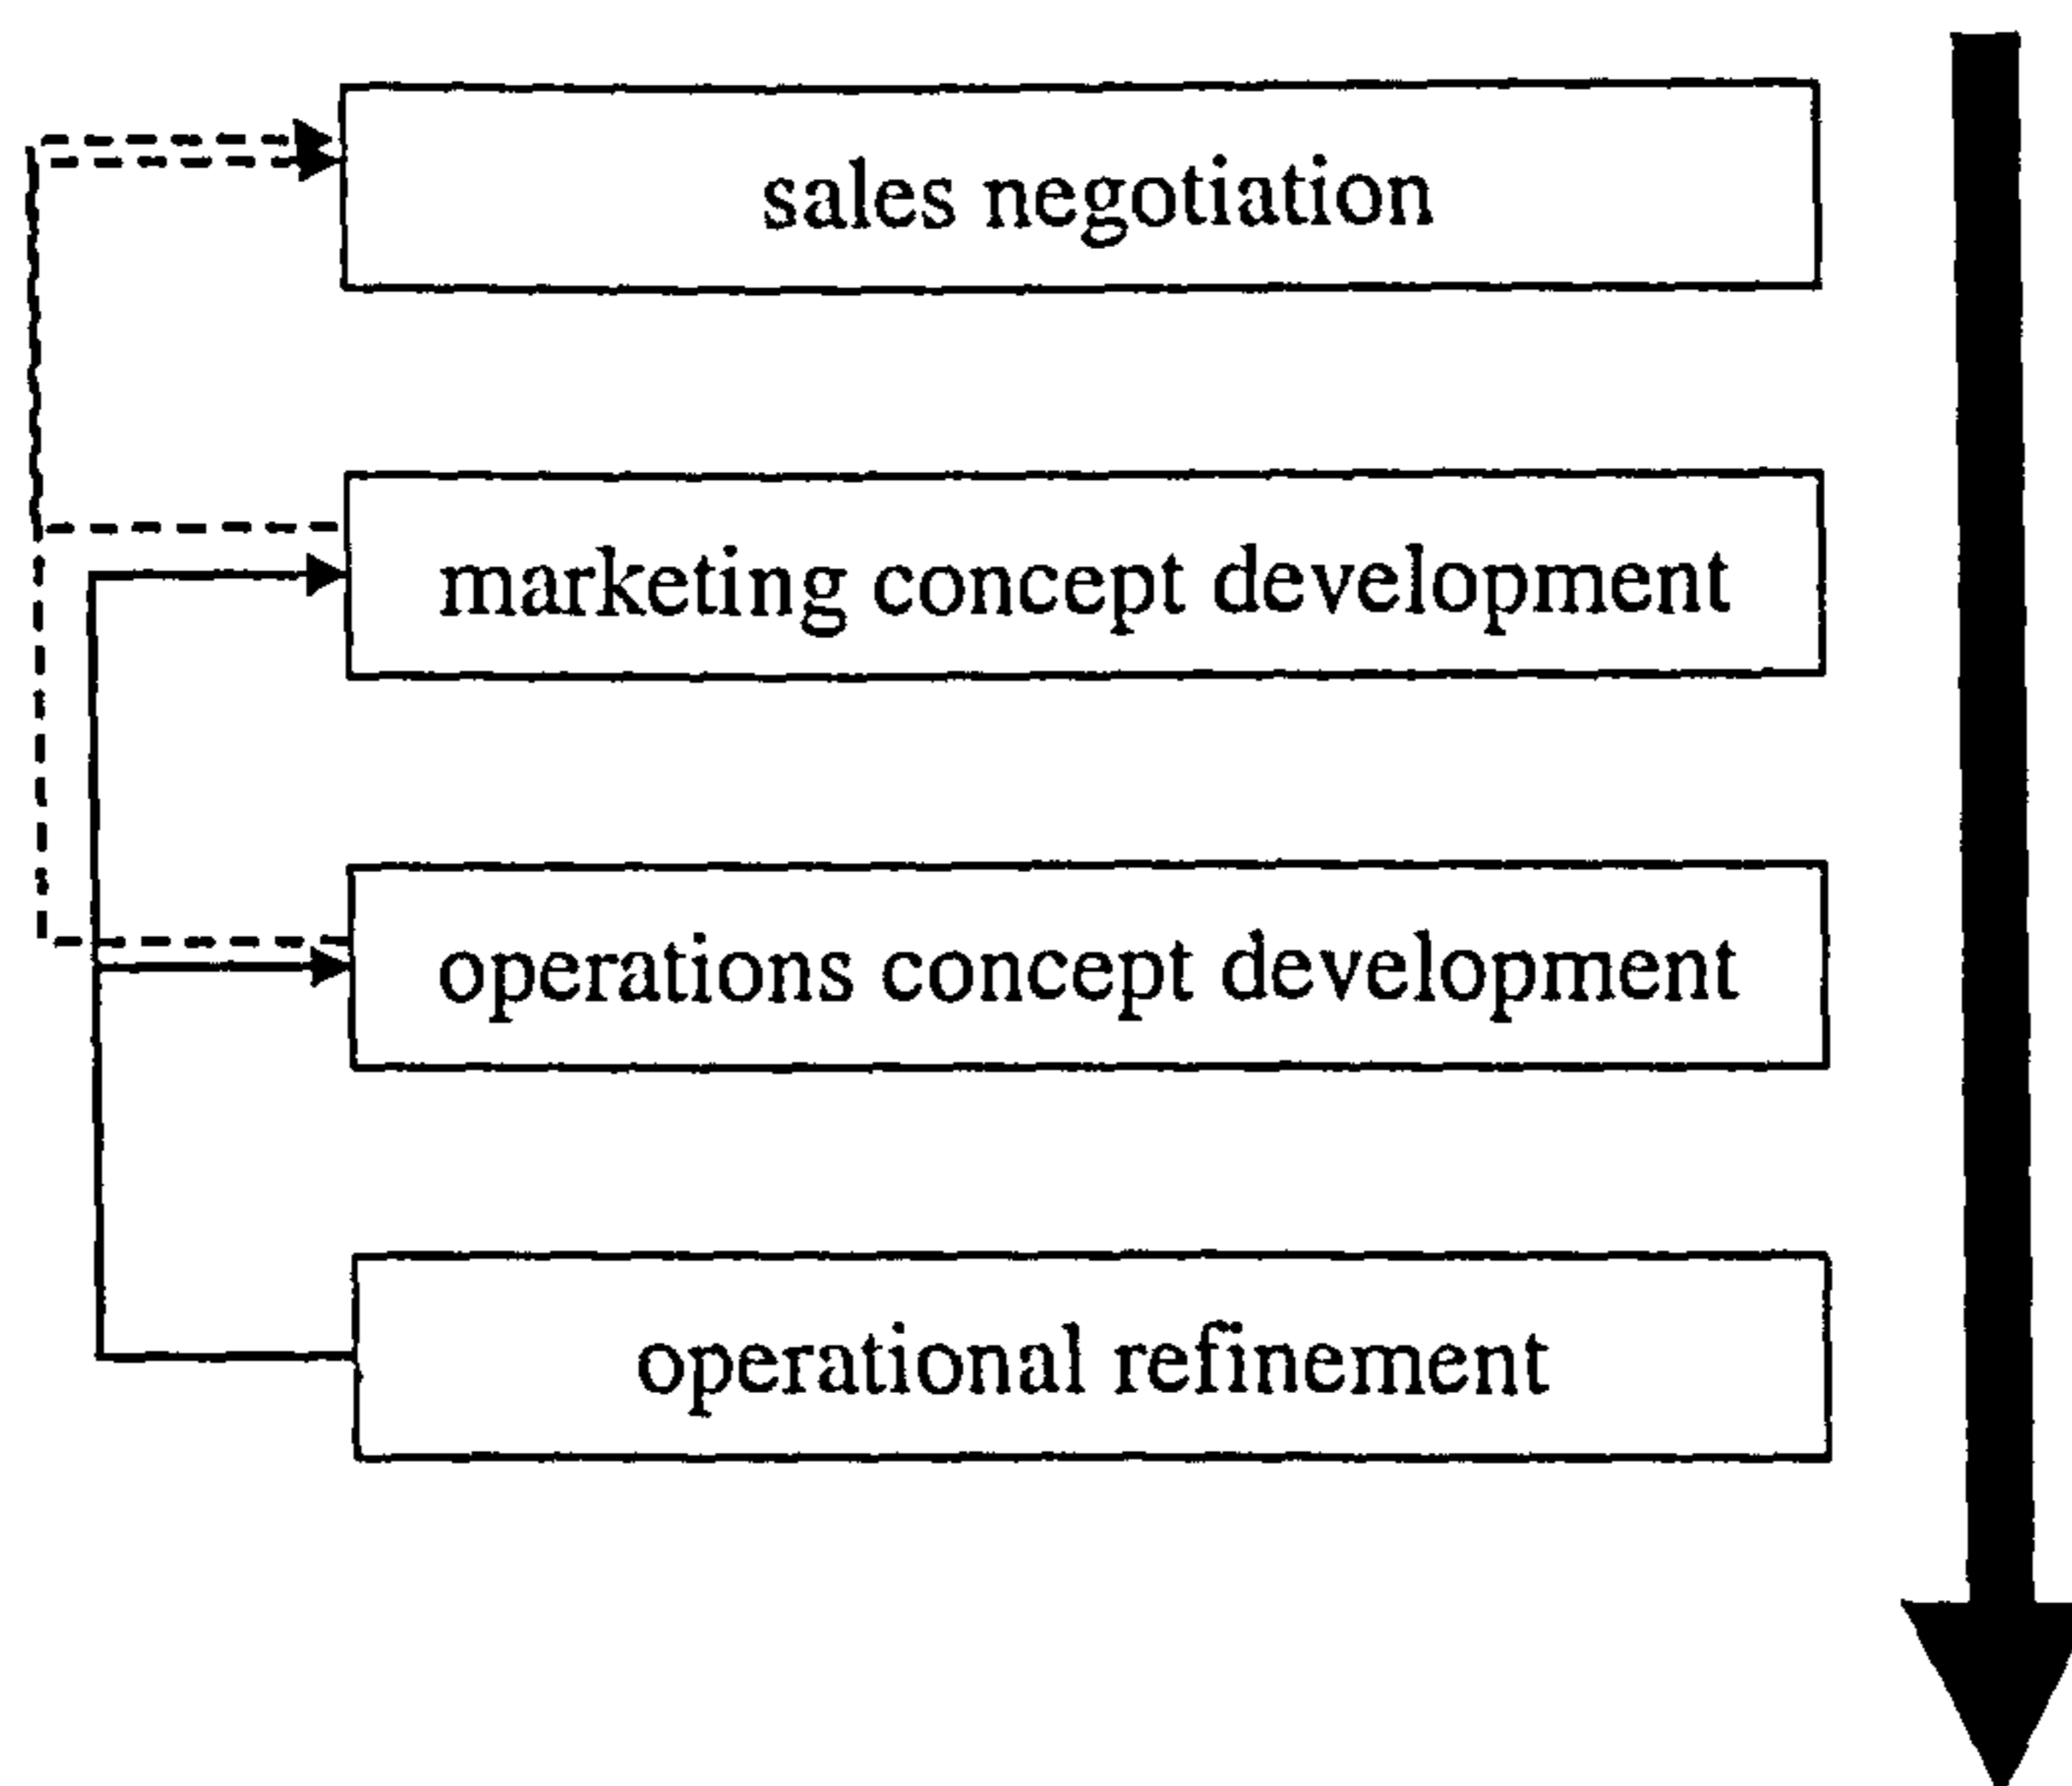 sales negotiation
marketing concept development
operations concept development
operational refinement